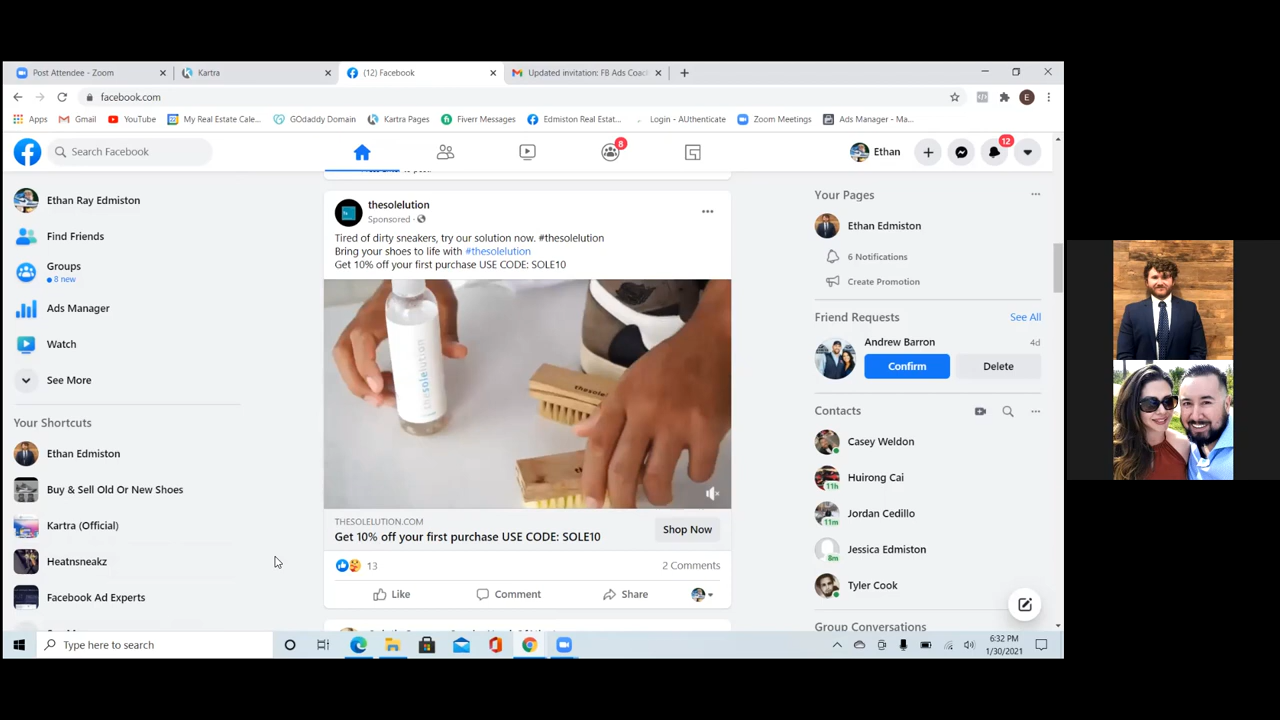 Post Attendee - Zoom
Kartra
(12) Facebook
Updated invitation: FB Ads Coac
facebook.com
E
Apps
Gmail
YouTube
My Real Estate Cale...
GOdaddy Domain
Kartra Pages
Fiverr Messages
Edmiston Real Estat...
Login - AUthenticate
Zoom Meetings
Ads Manager - Ma...
Search Facebook
8
Ethan
12
Ethan Ray Edmiston
Find Friends
Groups
8 new
Ads Manager
Watch
See More
Your Shortcuts
Ethan Edmiston
Buy & Sell Old Or New Shoes
Kartra (Official)
Heatnsneakz
Facebook Ad Experts
thesolelution
Sponsored
Tired of dirty sneakers, try our solution now. #thesolelution
Bring your shoes to life with #thesolelution
Get 10% off your first purchase USE CODE: SOLE10
thesolelution
THESOLELUTION.COM
Get 10% off your first purchase USE CODE: SOLE10
Shop Now
13
2 Comments
Like
Comment
Share
Your Pages
Ethan Edmiston
6 Notifications
Create Promotion
Friend Requests
See All
Andrew Barron
4d
Confirm
Delete
Contacts
Casey Weldon
Huirong Cai
11h
Jordan Cedillo
11m
Jessica Edmiston
8m
Tyler Cook
Group Conversations
Type here to search
6:32 PM
1/30/2021